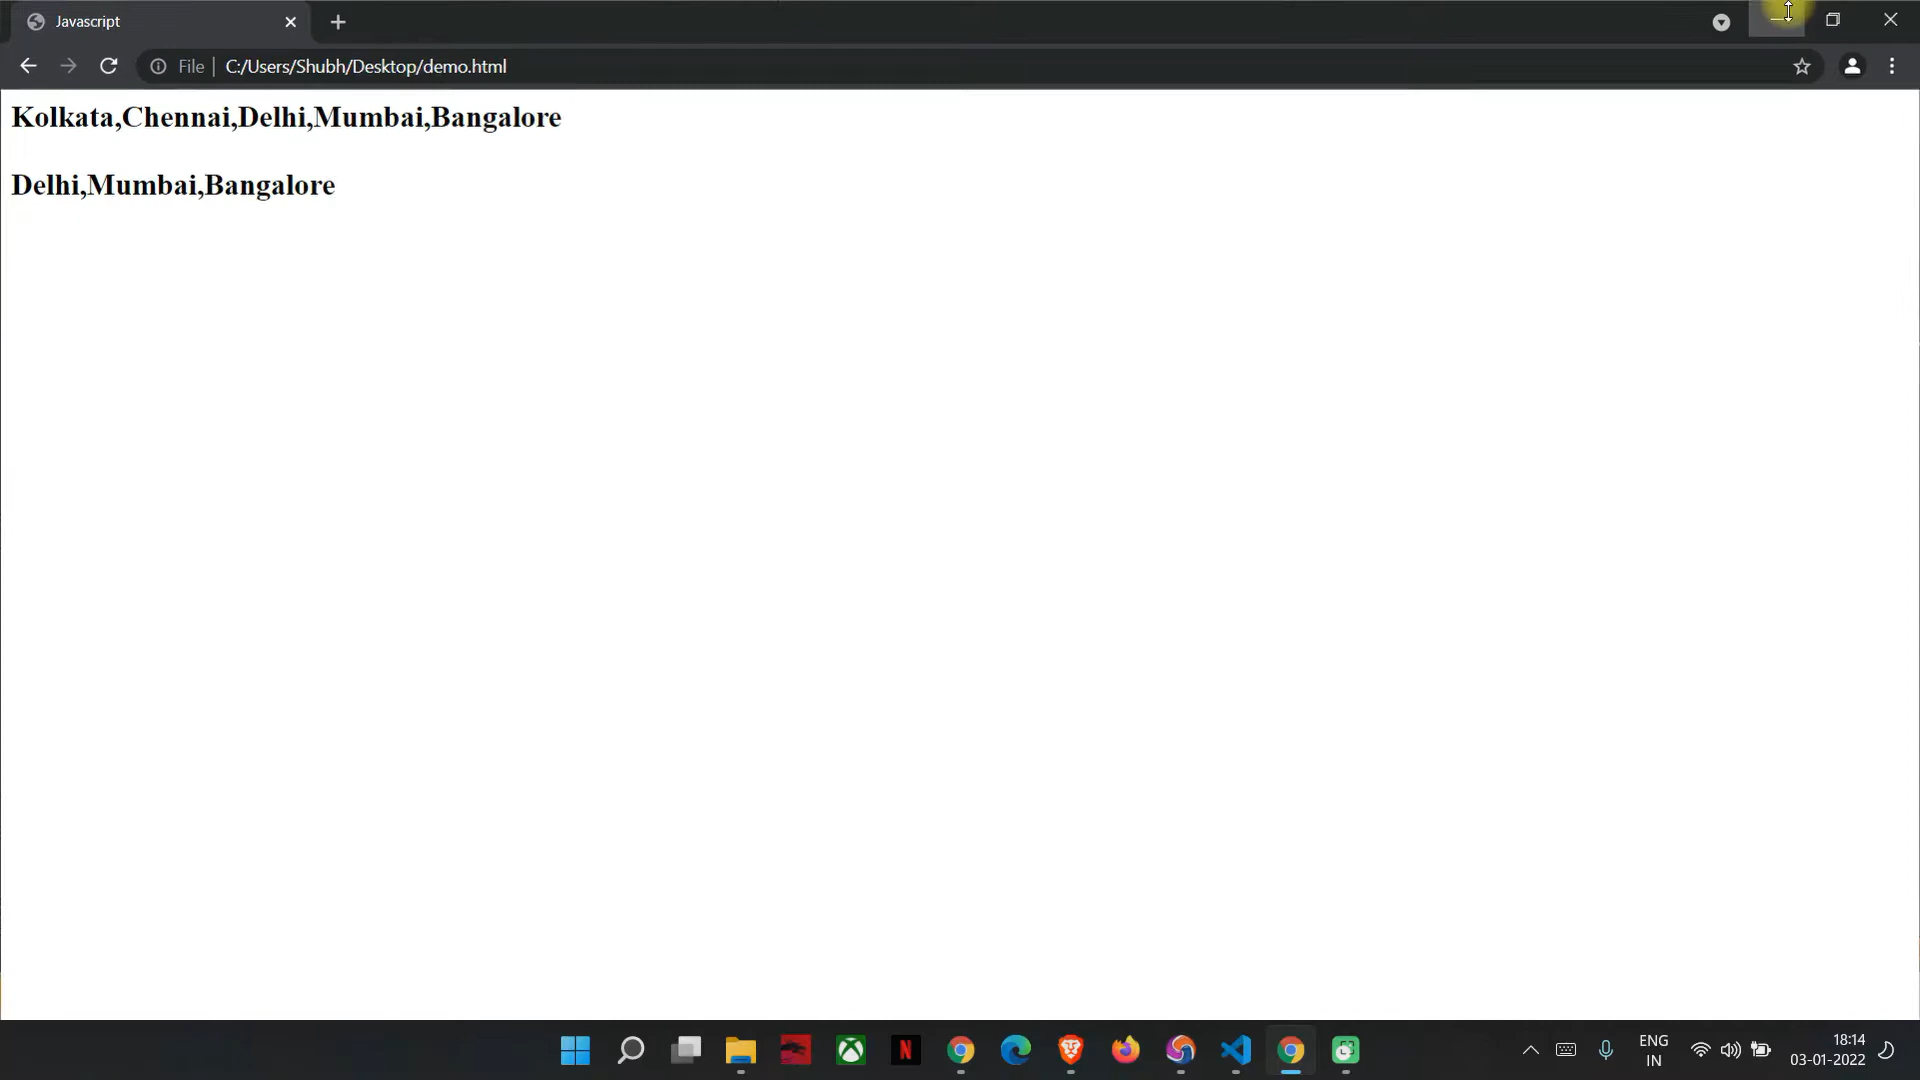 Javascript
File C:/Users/Shubh/Desktop/demo.html
Kolkata,Chennai,Delhi,Mumbai,Bangalore
Delhi,Mumbai,Bangalore
N
ENG
IN
18:14
03-01-2022